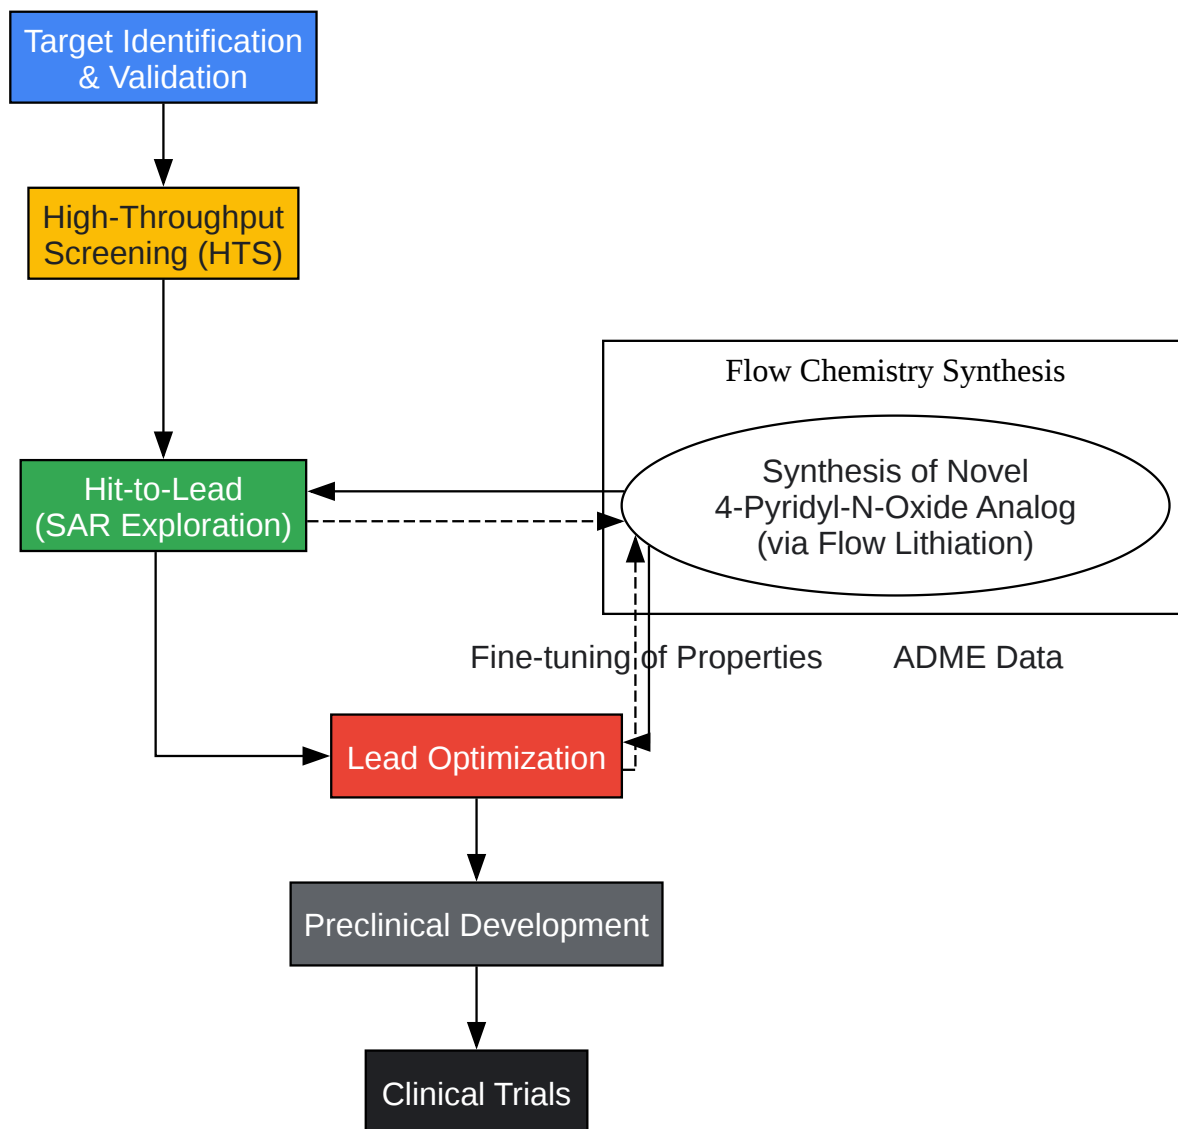 Target Identification
& Validation
High-Throughput
Screening (HTS)
Flow Chemistry Synthesis
Synthesis of Novel
4-Pyridyl-N-Oxide Analog
(via Flow Lithiation)
Hit-to-Lead
(SAR Exploration)
Fine-tuning of Properties
ADME Data
Lead Optimization
Preclinical Development
Clinical Trials